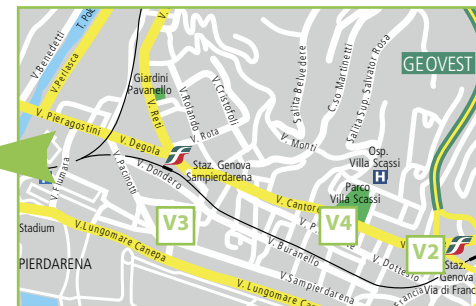 V.Benedetti
T. Pol
V.Perlasca
Giardini
Pavanello
V. Reti
V.Rolando
V.Cristofoli
V. Rota
Salita Belvedere
C.so Martinetti
Salita Sup. Salvator Rosa
GEOVEST
V. Pieragostini
V. Degola
V. Monti
Osp.
Villa Scassi
H
Staz. Genova
Sampierdarena
V. Fiumara
V. Pacinotti
V. Dondero
Parco
Villa Scassi
V. Cantore
V3
V4
V2
Stadium
V.Lungomare Canepa
V. Buranello
V. Dottesio
PIERDARENA
V.Sampierdarena
V. Lungomare Can
Francia
Staz.
Genova
Via di Franc